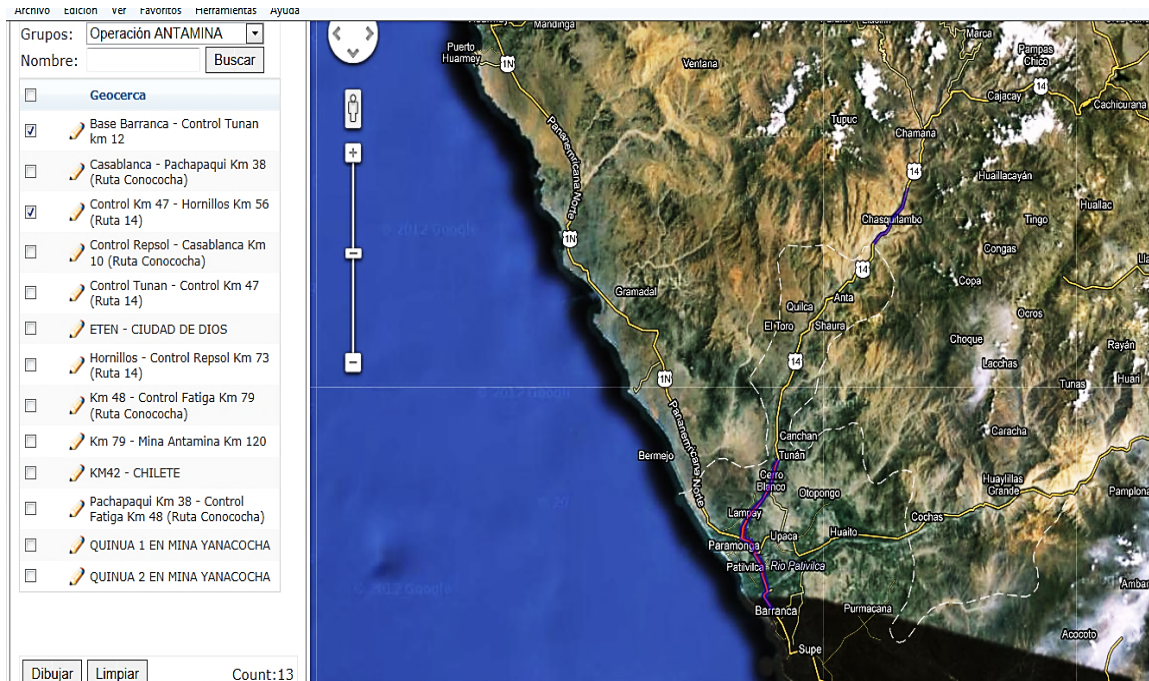 Archivo Edición Ver Favoritos Herramientas Ayuda
Grupos: Operación ANTAMINA
Nombre: Buscar
Geocerca
Base Barranca - Control Tunan
km 12
Casablanca - Pachapaqui Km 38
(Ruta Conococha)
Control Km 47 - Hornillos Km 56
(Ruta 14)
Control Repsol - Casablanca Km
10 (Ruta Conococha)
Control Tunan - Control Km 47
(Ruta 14)
ETEN - CIUDAD DE DIOS
Hornillos - Control Repsol Km 73
(Ruta 14)
Km 48 - Control Fatiga Km 79
(Ruta Conococha)
Km 79 - Mina Antamina Km 120
KM42 - CHILETE
Pachapaqui Km 38 - Control
Fatiga Km 48 (Ruta Conococha)
QUINUA 1 EN MINA YANACOCHA
QUINUA 2 EN MINA YANACOCHA
Dibujar Limpiar Count:13
Mandinga
Marca
Puerto
Huarmey
1N
Ventana
Pampas
Chico
14
Cajacay
Cachicurana
Tupuc
Chamana
Panamericana Norte
14
Huaillacayán
Huallac
Chasquitambo
Tingo
© 2012 Google
1N
Congas
14
Copa
Gramadal
Anta
Quilca
Ocros
El Toro
Shaura
Choque
Rayán
14
Lacchas
1N
Tunas
Huari
© 2012 Google
Panamericana Norte
Canchan
Caracha
Bermejo
Tunán
Cerro
Blanco
Otopongo
Huaylillas
Grande
Pamplona
Lampay
Cochas
Paramonga
Upaca
Huaito
Pativilca
Rio Pativilca
© 2012 Google
Ambar
Barranca
Purmacana
Acocoto
Supe